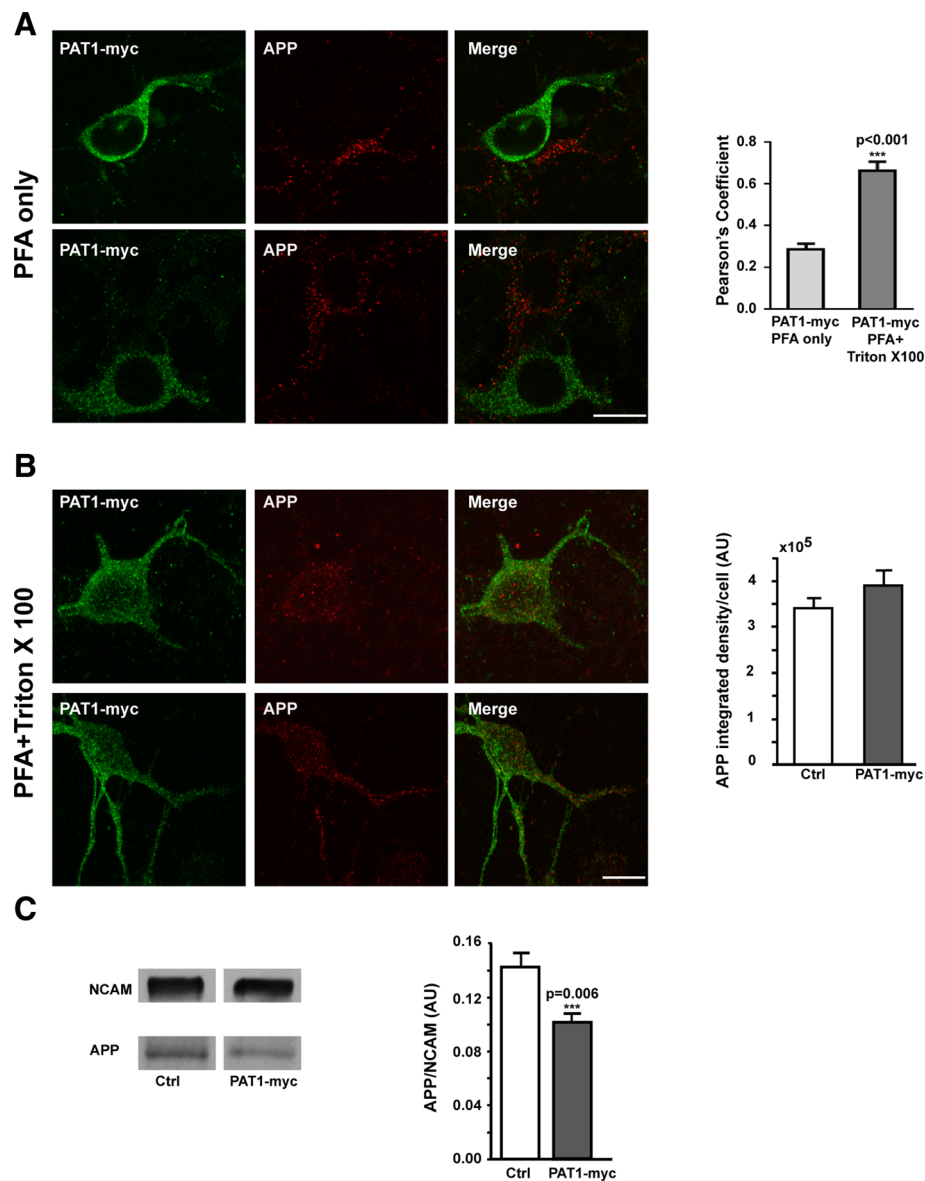 A
PFA only
PAT1-myc
APP
Merge
PAT1-myc
APP
Merge
Pearson's Coefficient
0.8
0.6
0.4
0.2
0.0
p<0.001
***
PAT1-myc
PFA only
PAT1-myc
PFA+
Triton X100
B
PFA+Triton X 100
PAT1-myc
APP
Merge
PAT1-myc
APP
Merge
APP integrated density/cell (AU)
x10⁵
4
3
2
1
0
Ctrl
PAT1-myc
C
NCAM
APP
Ctrl
PAT1-myc
APP/NCAM (AU)
0.16
0.12
0.08
0.04
0.00
p=0.006
***
Ctrl
PAT1-myc